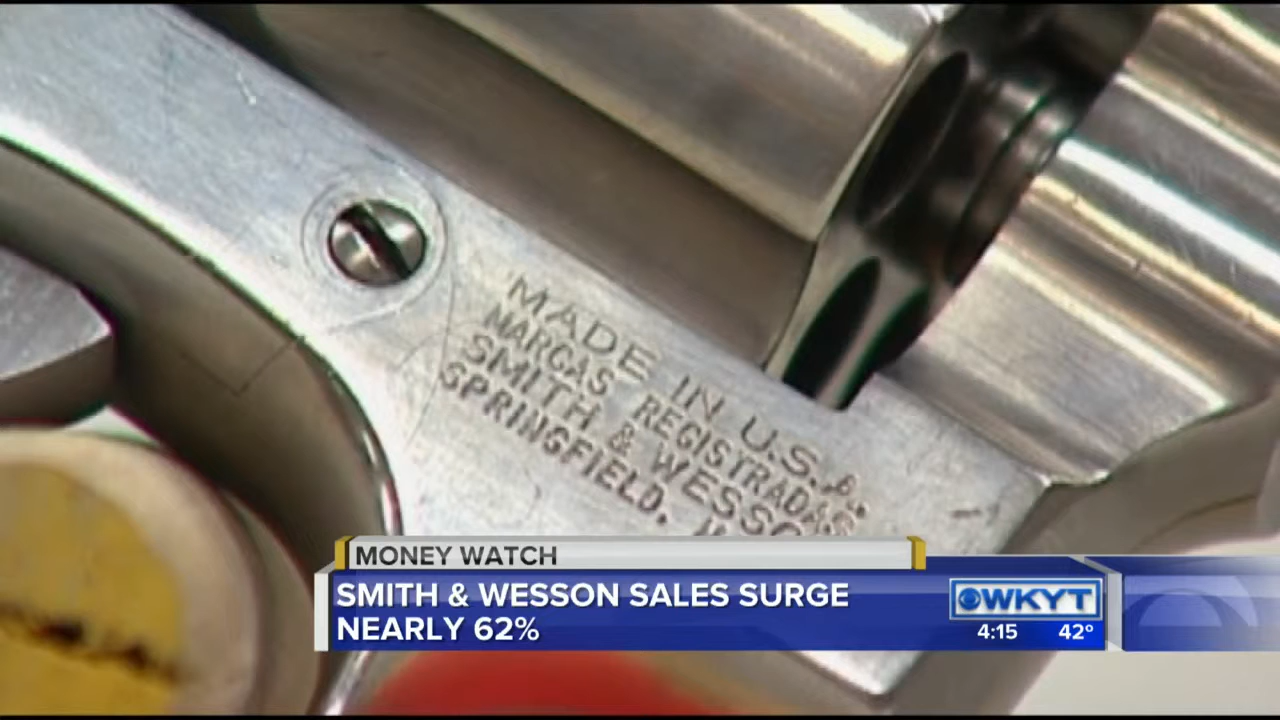 MADE IN U.S.A.
MARCAS REGISTRADAS
SMITH & WESSO
SPRINGFIELD,
MONEY WATCH
SMITH & WESSON SALES SURGE
NEARLY 62%
WKYT
4:15 42°